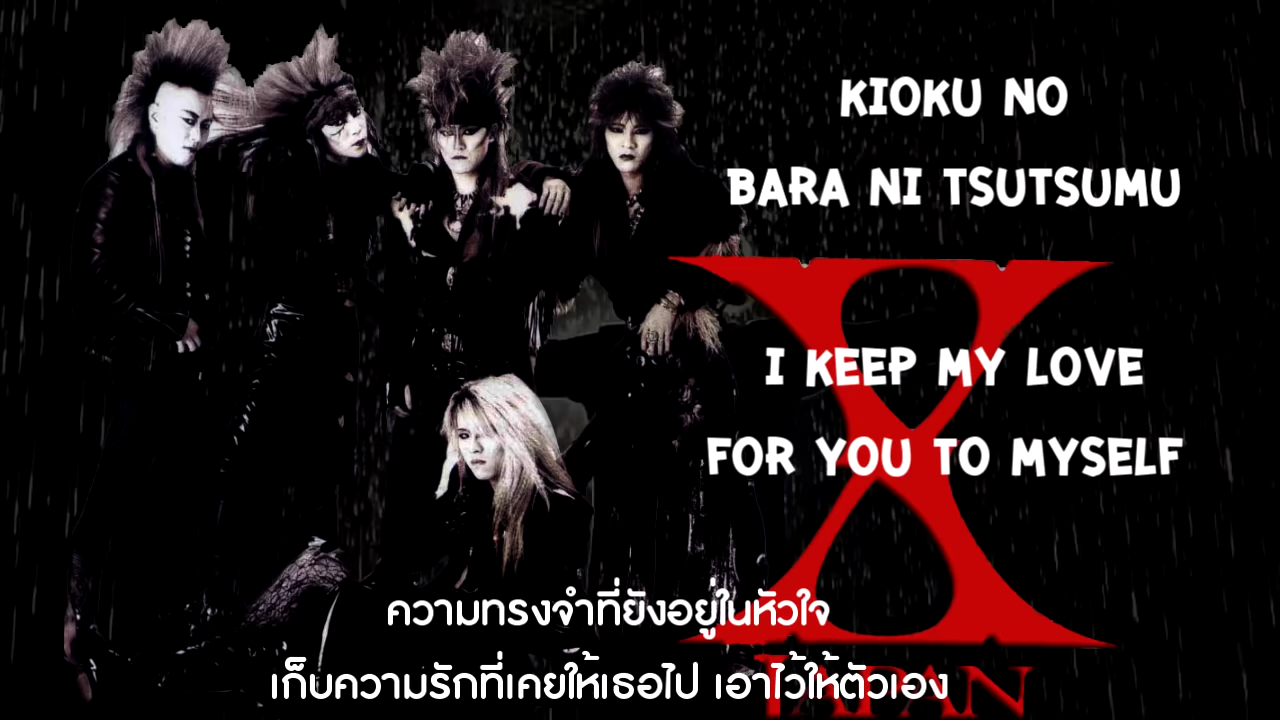 KIOKU NO
BARA NI TSUTSUMU
X
I KEEP MY LOVE
FOR YOU TO MYSELF
ความทรงจำที่ยังอยู่ในหัวใจ
JAPAN
เก็บความรักที่เคยให้เธอไป เอาไว้ให้ตัวเอง